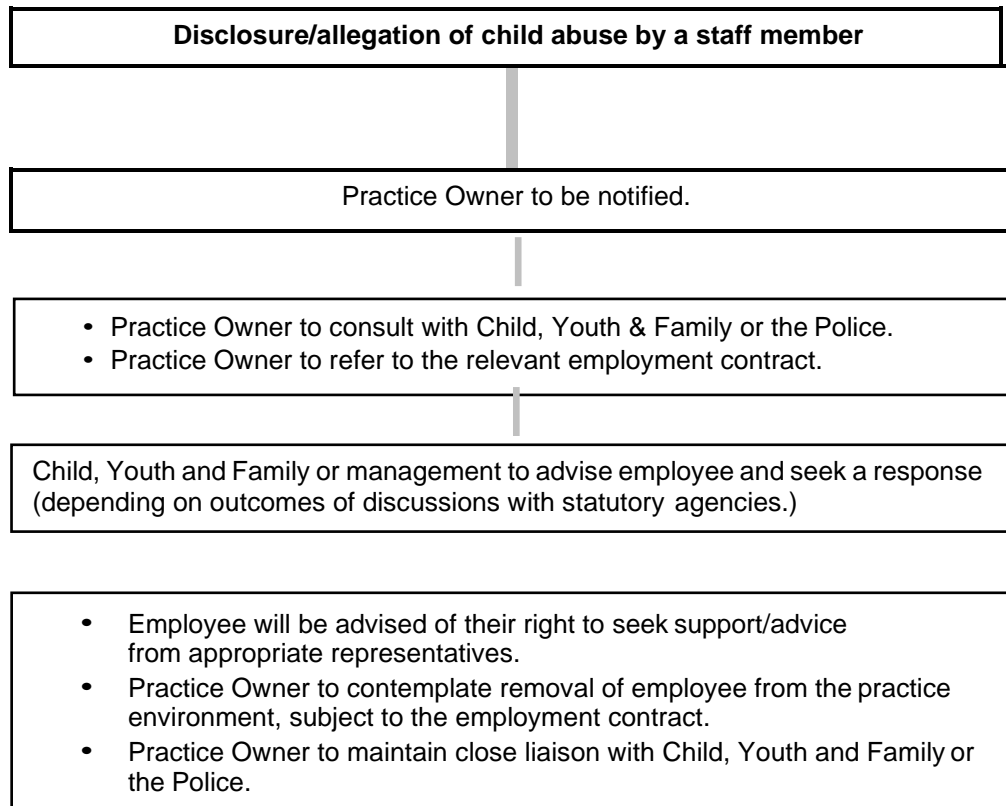 Disclosure/allegation of child abuse by a staff member
Practice Owner to be notified.
• Practice Owner to consult with Child, Youth & Family or the Police.
• Practice Owner to refer to the relevant employment contract.
Child, Youth and Family or management to advise employee and seek a response
(depending on outcomes of discussions with statutory agencies.)
• Employee will be advised of their right to seek support/advice
from appropriate representatives.
• Practice Owner to contemplate removal of employee from the practice
environment, subject to the employment contract.
• Practice Owner to maintain close liaison with Child, Youth and Family or
the Police.